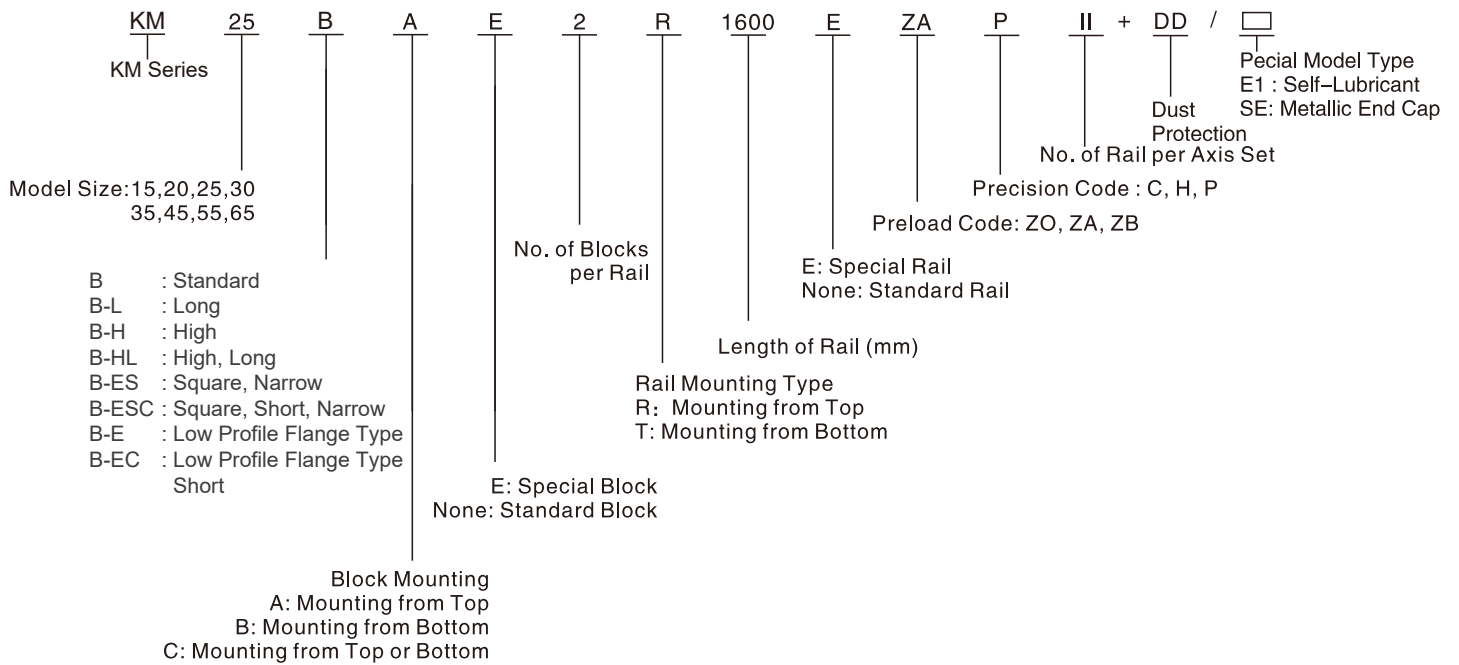 KM 25 B A E 2 R 1600 E ZA P II + DD / □
KM Series
Pecial Model Type
E1 : Self–Lubricant
SE: Metallic End Cap
Dust
Protection
No. of Rail per Axis Set
Model Size:15,20,25,30
35,45,55,65
Precision Code : C, H, P
Preload Code: ZO, ZA, ZB
No. of Blocks
per Rail
E: Special Rail
None: Standard Rail
B : Standard
B-L : Long
B-H : High
B-HL : High, Long
B-ES : Square, Narrow
B-ESC : Square, Short, Narrow
B-E : Low Profile Flange Type
B-EC : Low Profile Flange Type
Short
Length of Rail (mm)
Rail Mounting Type
R: Mounting from Top
T: Mounting from Bottom
E: Special Block
None: Standard Block
Block Mounting
A: Mounting from Top
B: Mounting from Bottom
C: Mounting from Top or Bottom